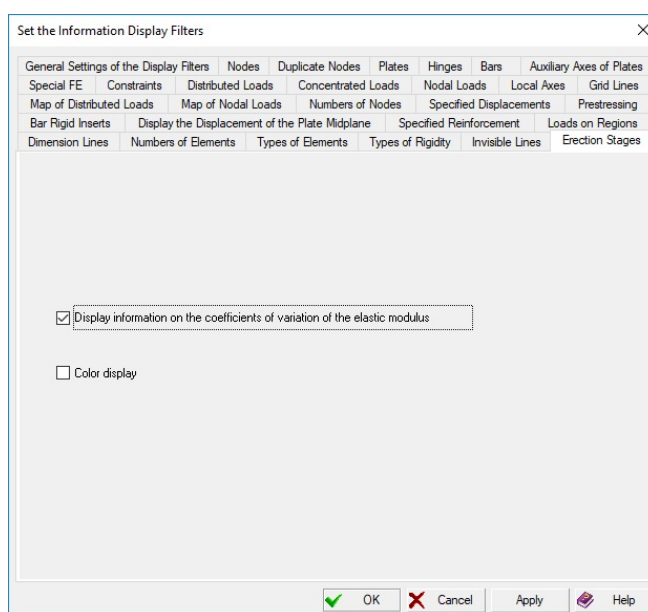 Set the Information Display Filters
General Settings of the Display Filters Nodes Duplicate Nodes Plates Hinges Bars Auxiliary Axes of Plates
Special FE Constraints Distributed Loads Concentrated Loads Nodal Loads Local Axes Grid Lines
Map of Distributed Loads Map of Nodal Loads Numbers of Nodes Specified Displacements Prestressing
Bar Rigid Inserts Display the Displacement of the Plate Midplane Specified Reinforcement Loads on Regions
Dimension Lines Numbers of Elements Types of Elements Types of Rigidity Invisible Lines Erection Stages
Display information on the coefficients of variation of the elastic modulus
Color display
OK Cancel Apply Help